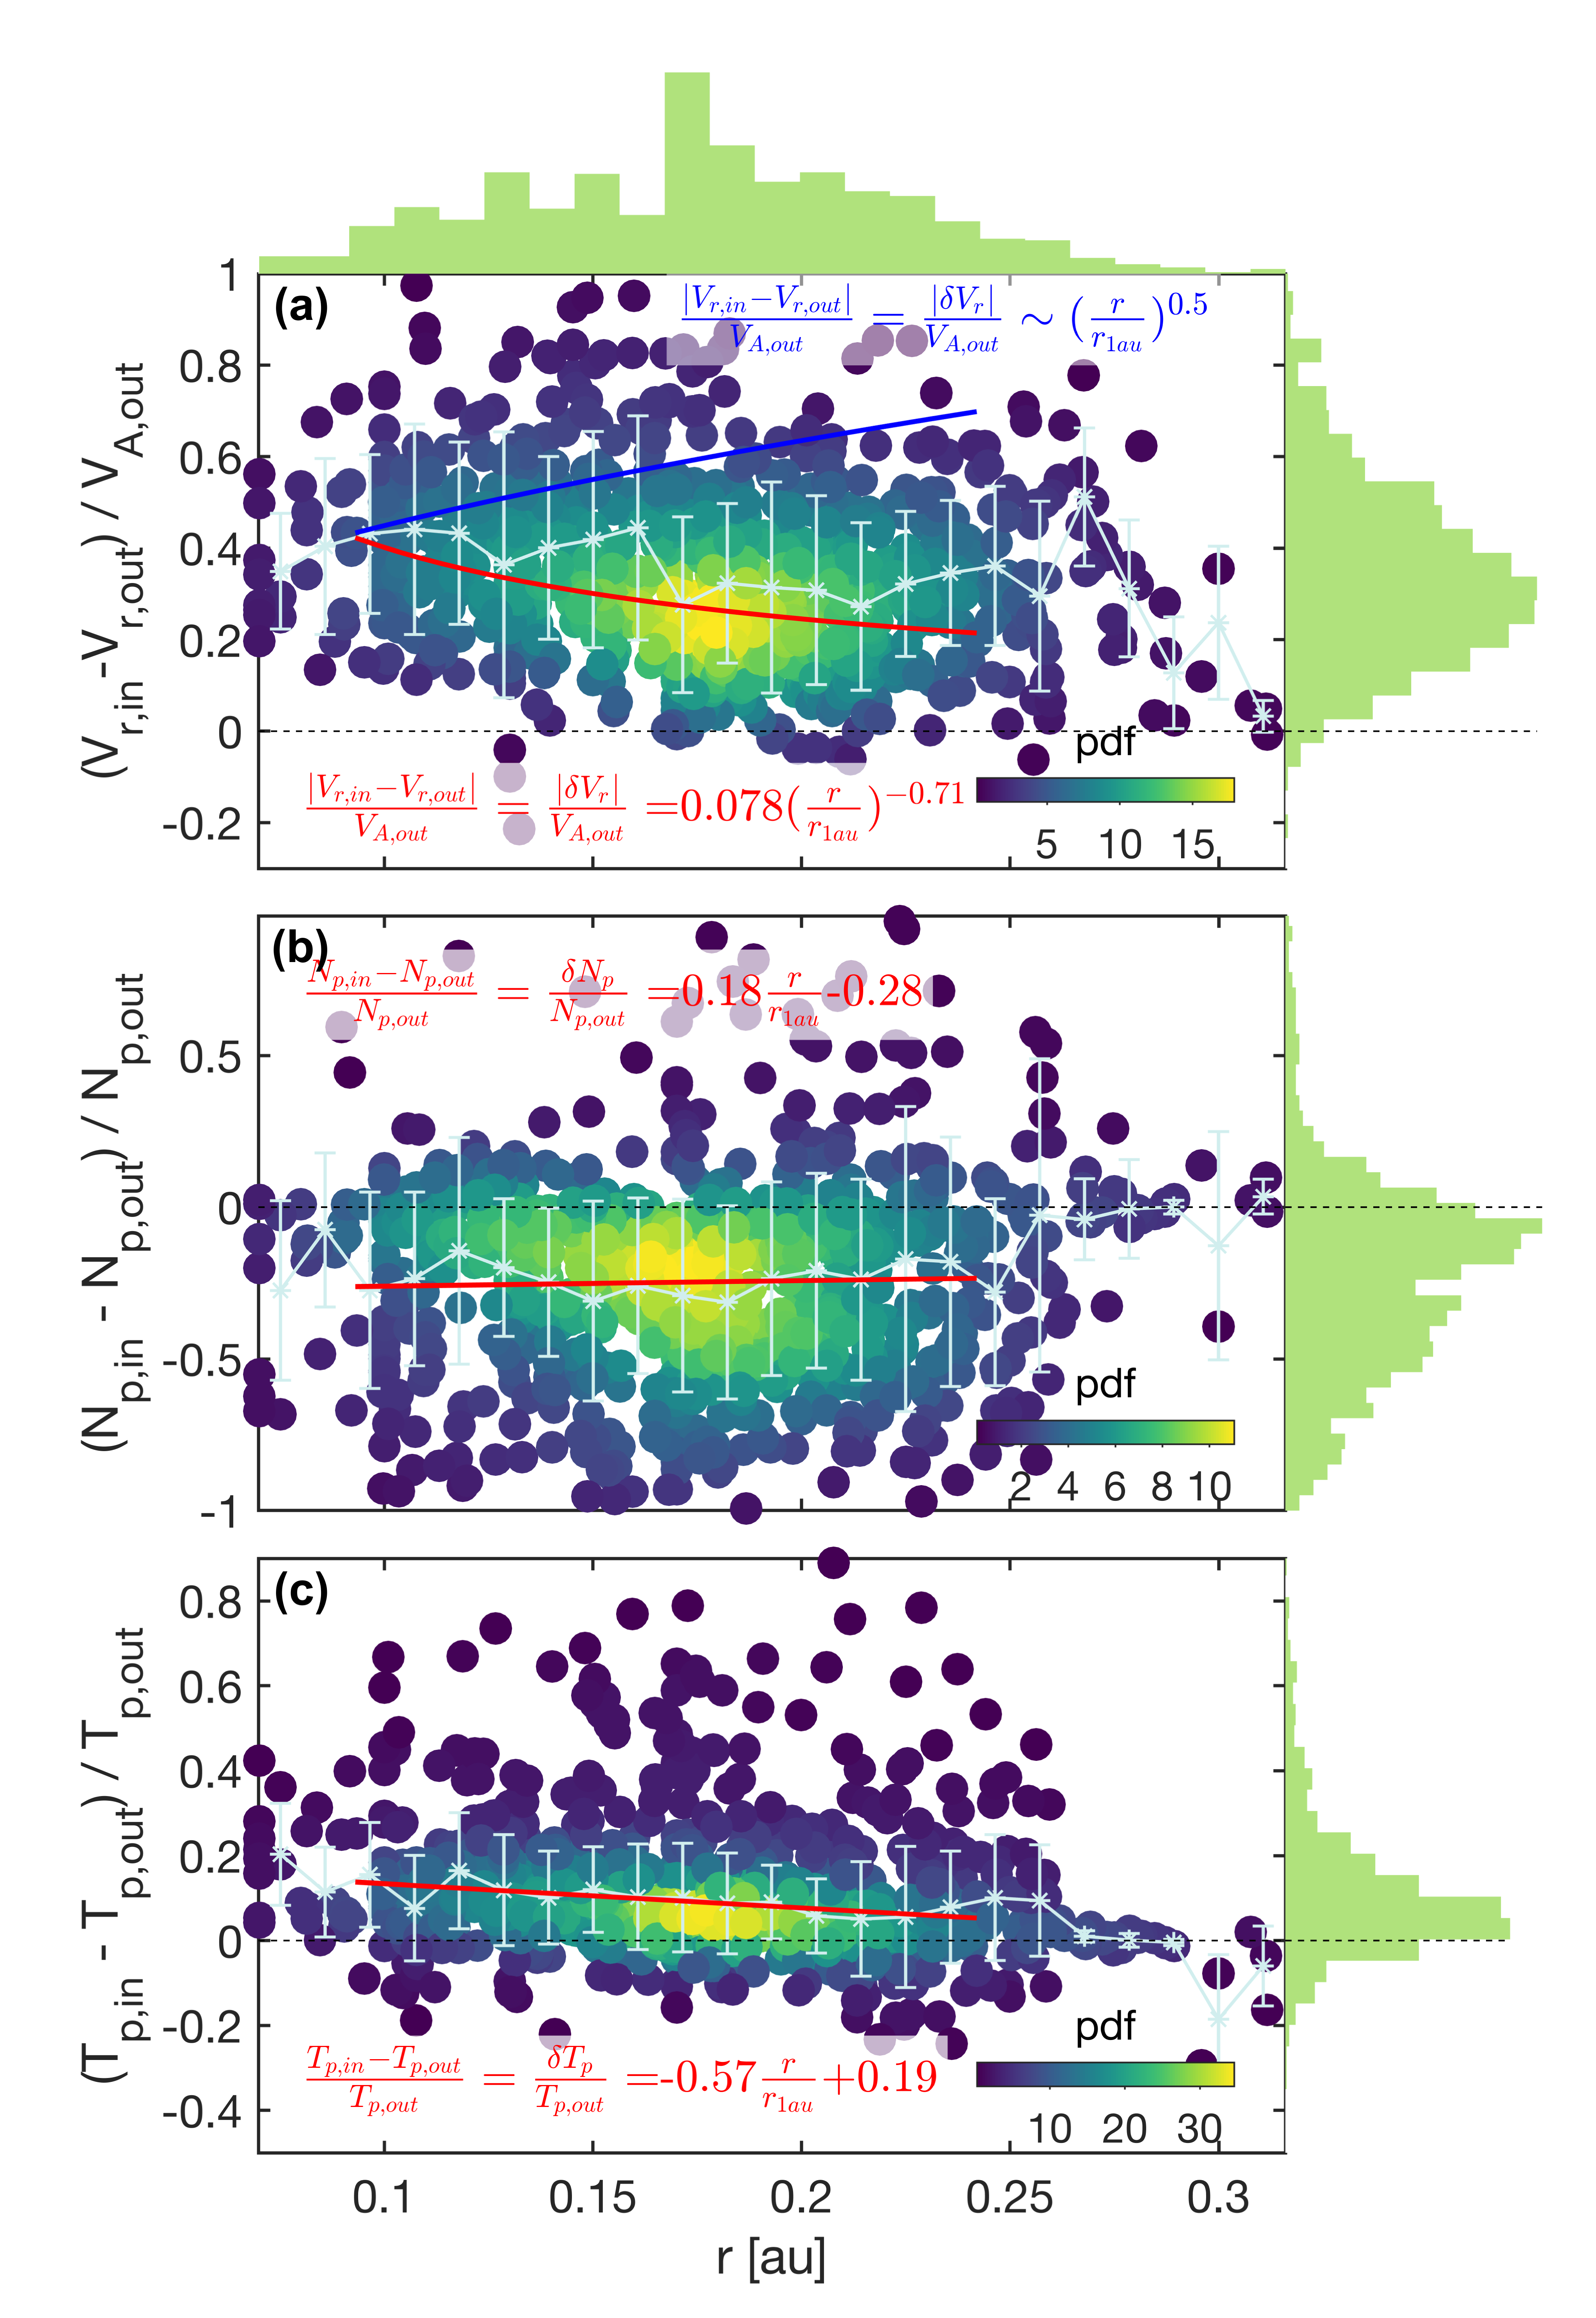 (a)
|V_{r,in}−V_{r,out}| / V_{A,out} = |δV_r| / V_{A,out} ∼ (r / r_{1au})^{0.5}
1
0.8
0.6
0.4
0.2
0
-0.2
(V_{r,in}-V_{r,out}) / V_{A,out}
|V_{r,in}−V_{r,out}| / V_{A,out} = |δV_r| / V_{A,out} =0.078(r / r_{1au})^{−0.71}
pdf
5 10 15
(b)
N_{p,in}−N_{p,out} / N_{p,out} = δN_p / N_{p,out} =0.18 r / r_{1au} -0.28
0.5
0
-0.5
-1
(N_{p,in} - N_{p,out}) / N_{p,out}
pdf
2 4 6 8 10
(c)
0.8
0.6
0.4
0.2
0
-0.2
-0.4
(T_{p,in} - T_{p,out}) / T_{p,out}
T_{p,in}−T_{p,out} / T_{p,out} = δT_p / T_{p,out} =-0.57 r / r_{1au} +0.19
pdf
10 20 30
0.1 0.15 0.2 0.25 0.3
r [au]